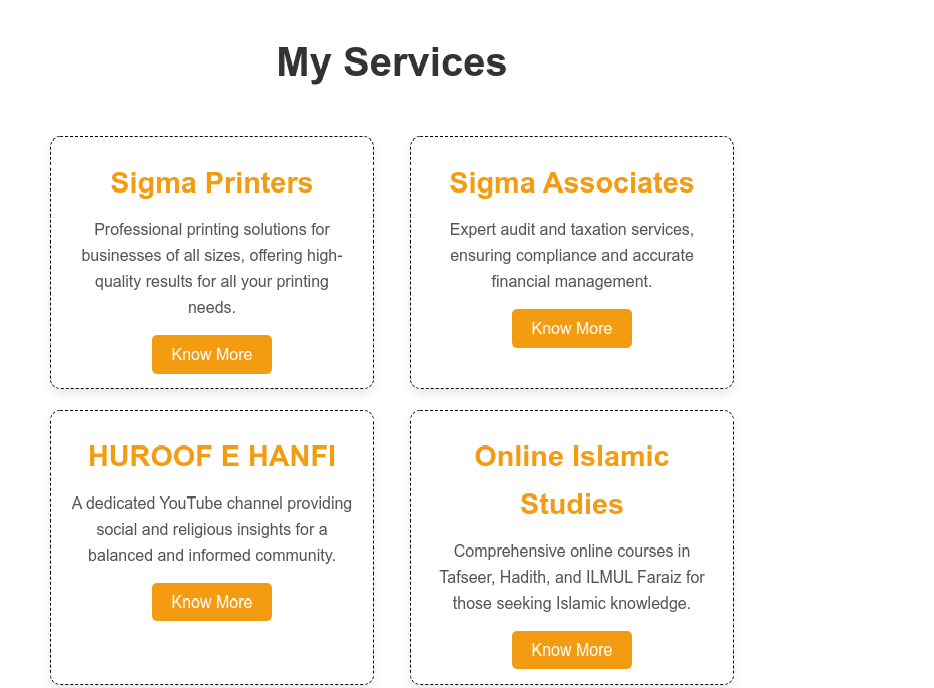 My Services
Sigma Printers
Professional printing solutions for
businesses of all sizes, offering high-
quality results for all your printing
needs.
Know More
Sigma Associates
Expert audit and taxation services,
ensuring compliance and accurate
financial management.
Know More
HUROOF E HANFI
A dedicated YouTube channel providing
social and religious insights for a
balanced and informed community.
Know More
Online Islamic
Studies
Comprehensive online courses in
Tafseer, Hadith, and ILMUL Faraiz for
those seeking Islamic knowledge.
Know More